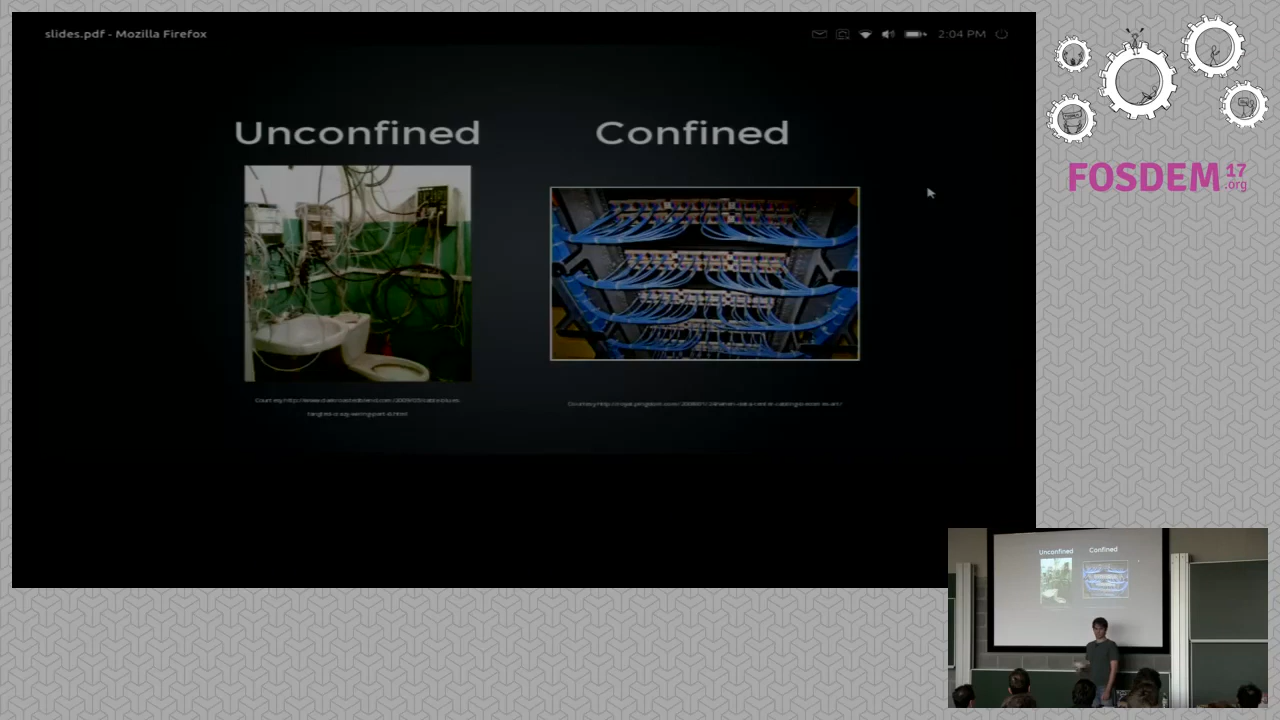 slides.pdf - Mozilla Firefox
2:04 PM
Unconfined
Confined
FOSDEM 17
.org
Unconfined
Confined